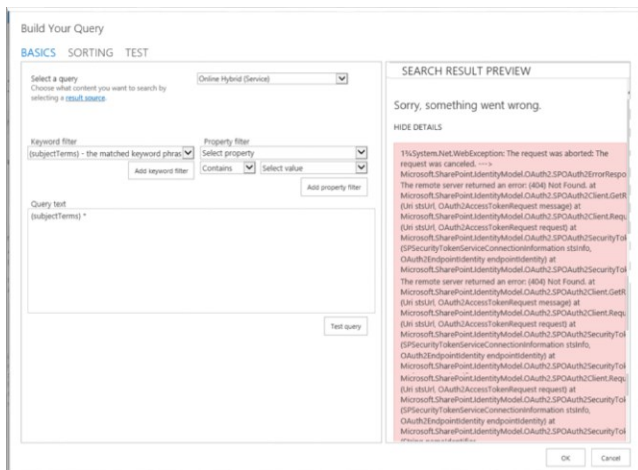 Build Your Query
BASICS SORTING TEST
Select a query
Choose what content you want to search by
selecting a result source.
Online Hybrid (Service)
Keyword filter
{subjectTerms} - the matched keyword phras
Add keyword filter
Property filter
Select property
Contains
Select value
Add property filter
Query text
{subjectTerms} *
Test query
SEARCH RESULT PREVIEW
Sorry, something went wrong.
HIDE DETAILS
1%System.Net.WebException: The request was aborted: The
request was canceled. --->
Microsoft.SharePoint.IdentityModel.OAuth2.SPOAuth2ErrorRespo
The remote server returned an error: (404) Not Found. at
Microsoft.SharePoint.IdentityModel.OAuth2.SPOAuth2Client.GetR
(Uri stsUrl, OAuth2AccessTokenRequest message) at
Microsoft.SharePoint.IdentityModel.OAuth2.SPOAuth2Client.Requ
(Uri stsUrl, OAuth2AccessTokenRequest request) at
Microsoft.SharePoint.IdentityModel.OAuth2.SPOAuth2SecurityTok
(SPSecurityTokenServiceConnectionInformation stsInfo,
OAuth2EndpointIdentity endpointIdentity) at
Microsoft.SharePoint.IdentityModel.OAuth2.SPOAuth2SecurityTok
The remote server returned an error: (404) Not Found. at
Microsoft.SharePoint.IdentityModel.OAuth2.SPOAuth2Client.GetR
(Uri stsUrl, OAuth2AccessTokenRequest message) at
Microsoft.SharePoint.IdentityModel.OAuth2.SPOAuth2Client.Requ
(Uri stsUrl, OAuth2AccessTokenRequest request) at
Microsoft.SharePoint.IdentityModel.OAuth2.SPOAuth2SecurityTok
(SPSecurityTokenServiceConnectionInformation stsInfo,
OAuth2EndpointIdentity endpointIdentity) at
Microsoft.SharePoint.IdentityModel.OAuth2.SPOAuth2SecurityTok
Microsoft.SharePoint.IdentityModel.OAuth2.SPOAuth2Client.Requ
(Uri stsUrl, OAuth2AccessTokenRequest request) at
Microsoft.SharePoint.IdentityModel.OAuth2.SPOAuth2SecurityTok
(SPSecurityTokenServiceConnectionInformation stsInfo,
OAuth2EndpointIdentity endpointIdentity) at
Microsoft.SharePoint.IdentityModel.OAuth2.SPOAuth2SecurityTok
OK
Cancel